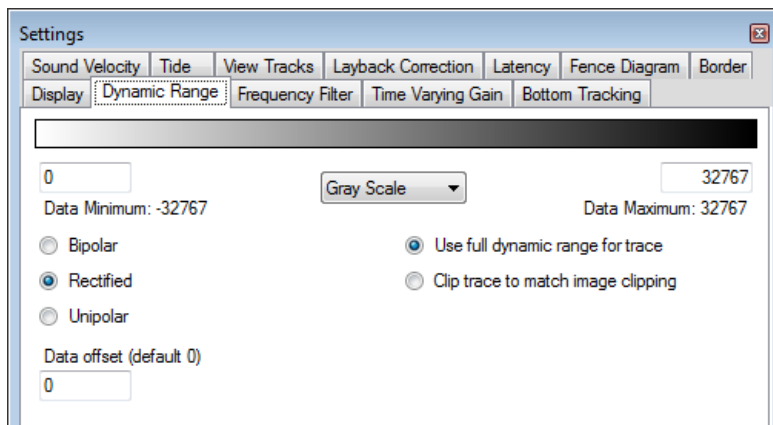 Settings
Sound Velocity Tide View Tracks Layback Correction Latency Fence Diagram Border
Display Dynamic Range Frequency Filter Time Varying Gain Bottom Tracking
0 Gray Scale 32767
Data Minimum: -32767 Data Maximum: 32767
Bipolar Use full dynamic range for trace
Rectified Clip trace to match image clipping
Unipolar
Data offset (default 0)
0